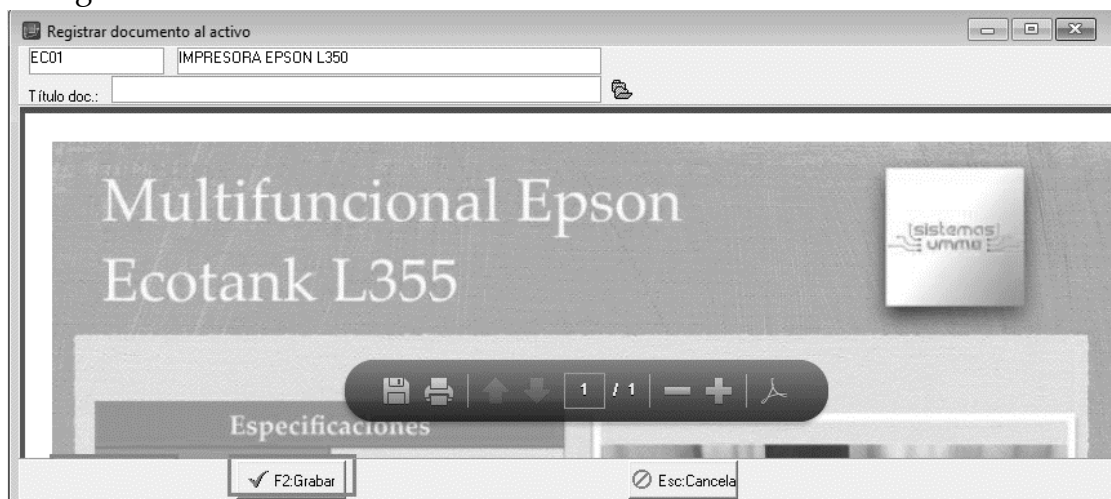 Registrar documento al activo
EC01 IMPRESORA EPSON L350
Título doc.:
Multifuncional Epson
Ecotank L355
sistemas
umma
1 / 1
Especificaciones
F2:Grabar
Esc:Cancela